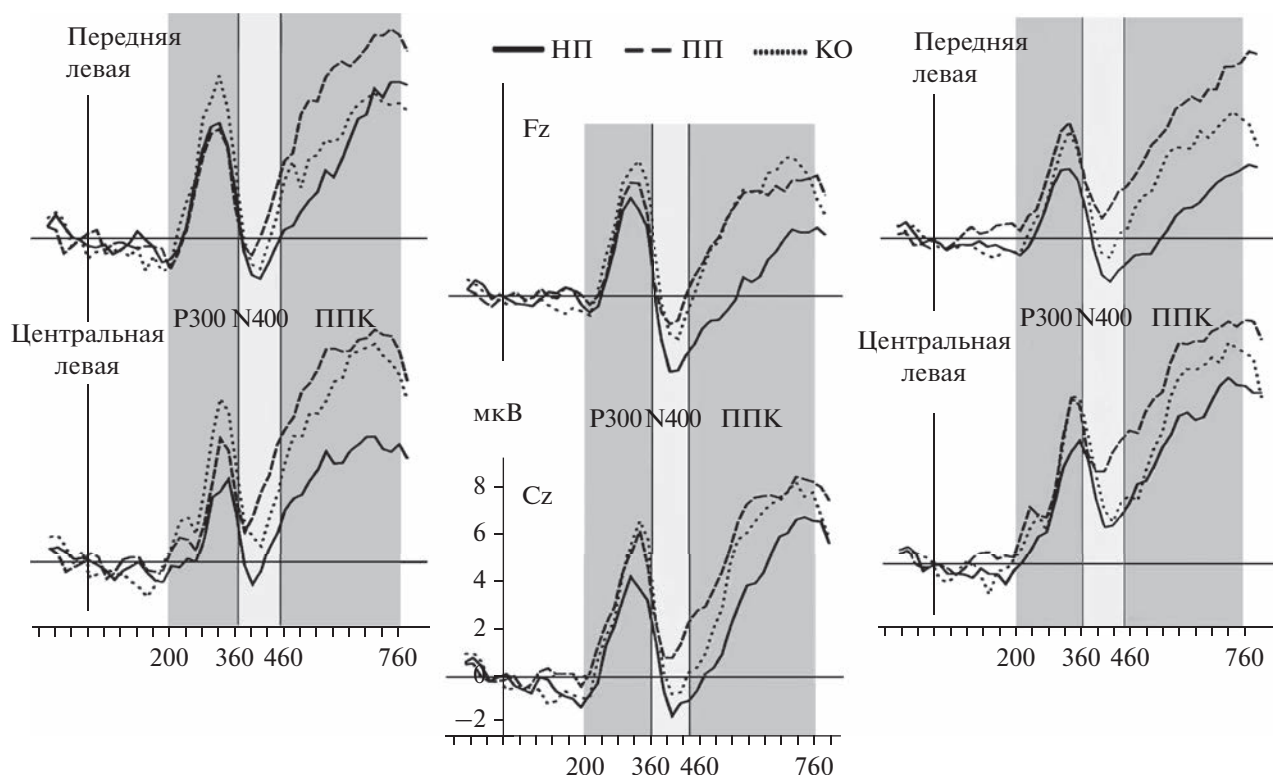 Передняя
левая
НП ПП КО
Передняя
левая
Fz
P300 N400 ППК
Центральная
левая
P300 N400 ППК
Центральная
левая
мкВ
P300 N400 ППК
Cz
8
6
4
2
0
−2
200 360 460 760
200 360 460 760
200 360 460 760